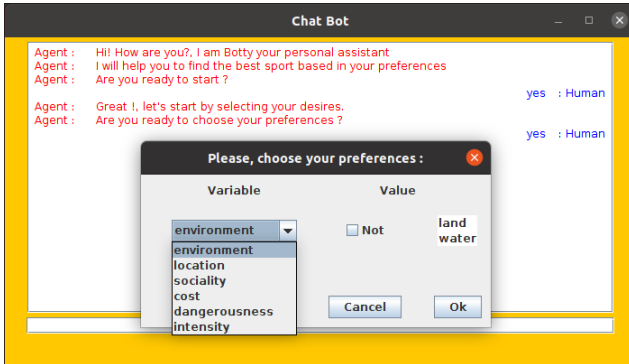 Chat Bot
Agent : Hi! How are you?, I am Botty your personal assistant
Agent : I will help you to find the best sport based in your preferences
Agent : Are you ready to start ?
yes : Human
Agent : Great !, let's start by selecting your desires.
Agent : Are you ready to choose your preferences ?
yes : Human
Please, choose your preferences :
Variable Value
environment Not land
water
environment
location
sociality
cost
dangerousness
intensity
Cancel Ok